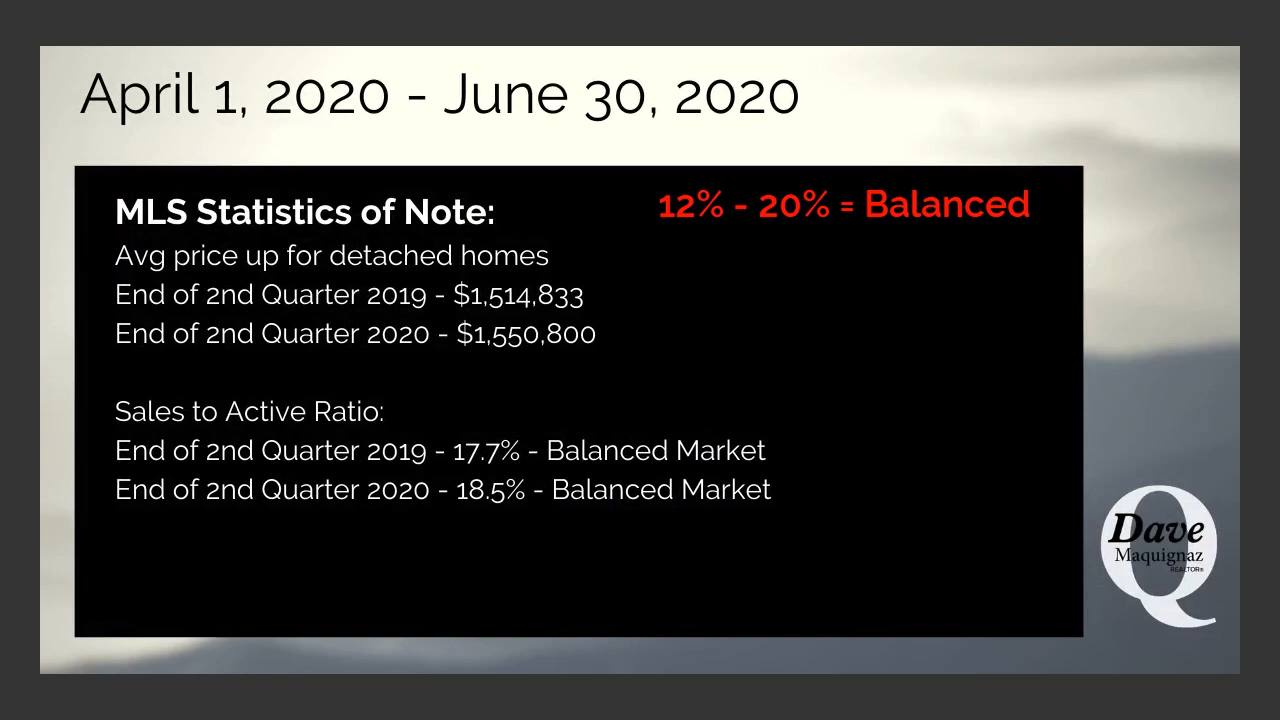 April 1, 2020 - June 30, 2020
MLS Statistics of Note:
12% - 20% = Balanced
Avg price up for detached homes
End of 2nd Quarter 2019 - $1,514,833
End of 2nd Quarter 2020 - $1,550,800
Sales to Active Ratio:
End of 2nd Quarter 2019 - 17.7% - Balanced Market
End of 2nd Quarter 2020 - 18.5% - Balanced Market
Q
Dave
Maquignaz
REALTOR®